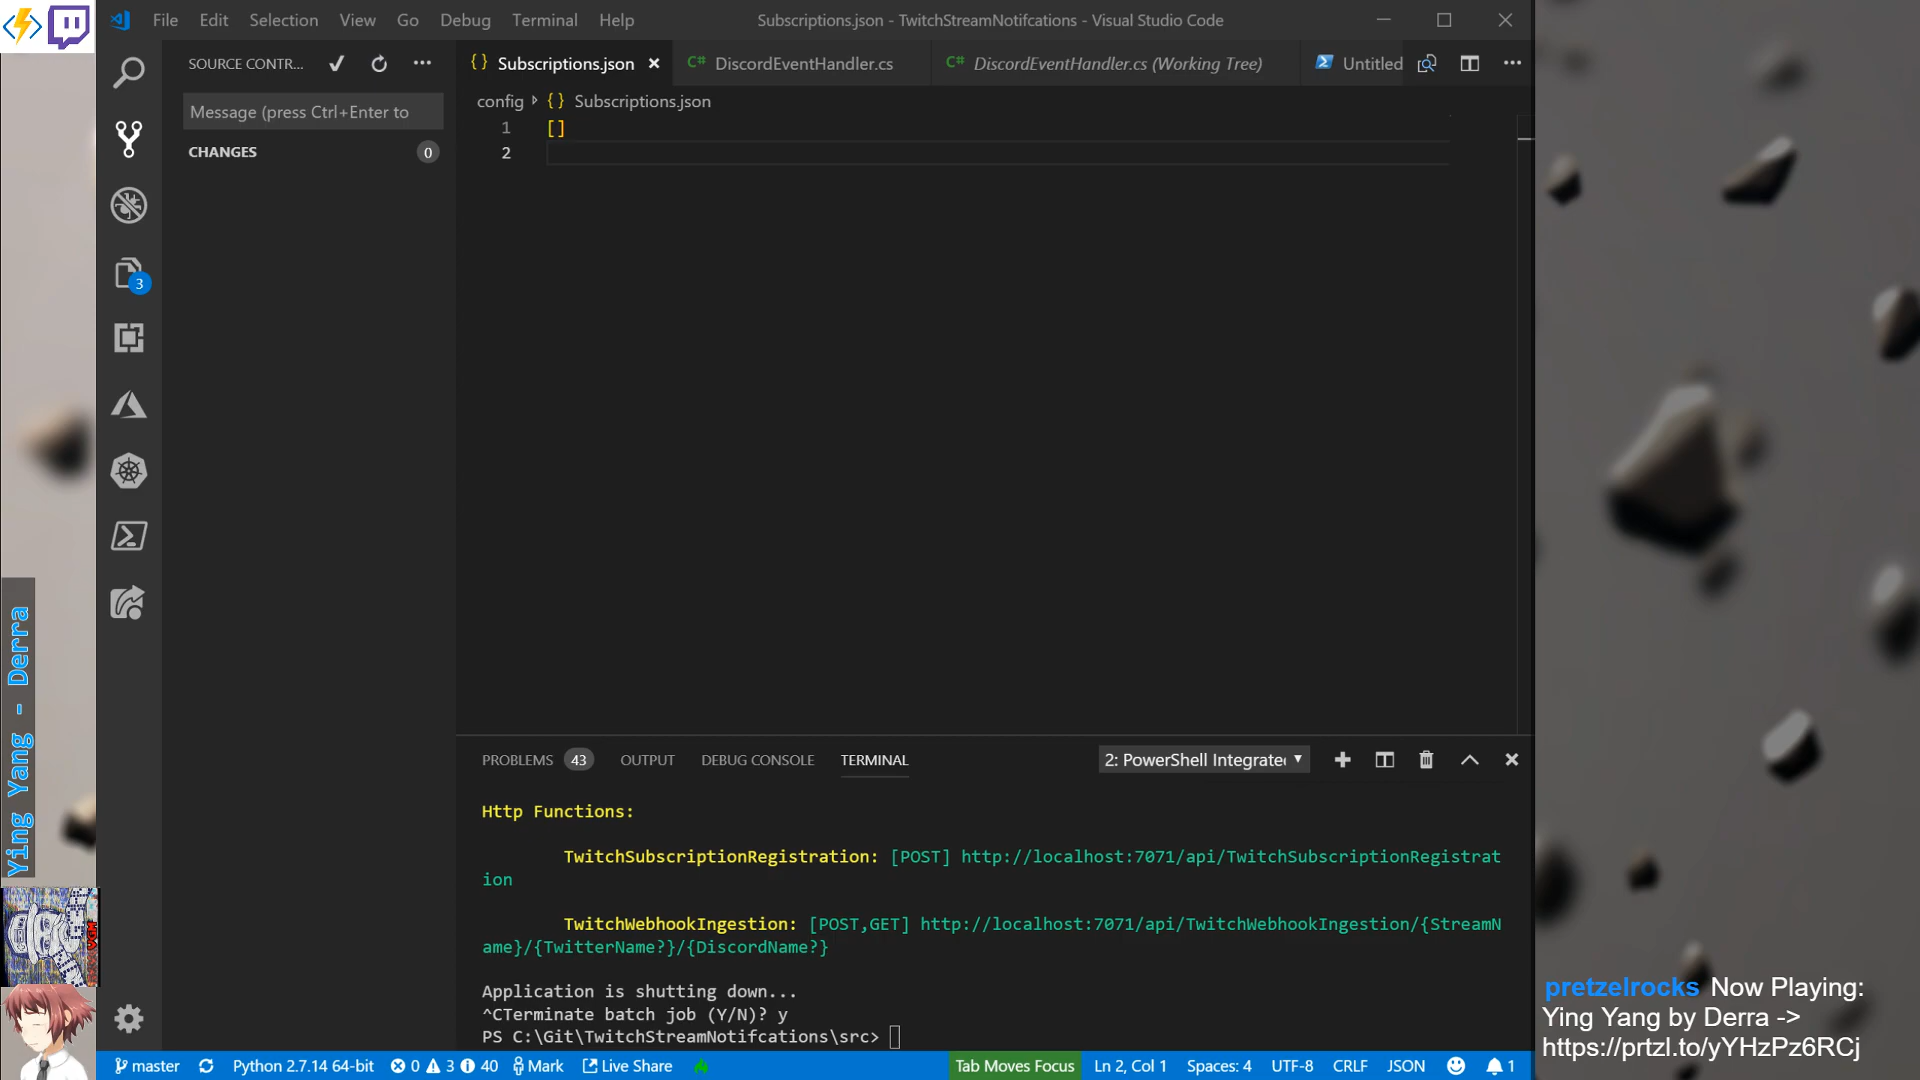 File Edit Selection View Go Debug Terminal Help Subscriptions.json - TwitchStreamNotifcations - Visual Studio Code
SOURCE CONTR...
Subscriptions.json DiscordEventHandler.cs DiscordEventHandler.cs (Working Tree) Untitled
config Subscriptions.json
Message (press Ctrl+Enter to
CHANGES 0
1 []
2
3
PROBLEMS 43 OUTPUT DEBUG CONSOLE TERMINAL 2: PowerShell Integrate
Http Functions:
TwitchSubscriptionRegistration: [POST] http://localhost:7071/api/TwitchSubscriptionRegistrat
ion
TwitchWebhookIngestion: [POST,GET] http://localhost:7071/api/TwitchWebhookIngestion/{StreamN
ame}/{TwitterName?}/{DiscordName?}
Application is shutting down...
^CTerminate batch job (Y/N)? y
PS C:\Git\TwitchStreamNotifcations\src>
master Python 2.7.14 64-bit 0 3 40 Mark Live Share Tab Moves Focus Ln 2, Col 1 Spaces: 4 UTF-8 CRLF JSON 1
Ying Yang - Derra
pretzelrocks Now Playing:
Ying Yang by Derra ->
https://prtzl.to/yYHzPz6RCj